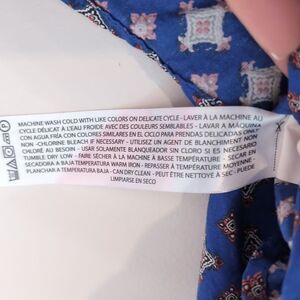 MACHINE WASH COLD WITH LIKE COLORS ON DELICATE CYCLE - LAVER À LA MACHINE AU
CYCLE DÉLICAT À L'EAU FROIDE AVEC DES COULEURS SEMBLABLES - LAVAR A MÁQUINA
CON AGUA FRÍA CON COLORES SIMILARES EN EL CICLO PARA PRENDAS DELICADAS ONLY
NON-CHLORINE BLEACH IF NECESSARY - UTILISEZ UN AGENT DE BLANCHIMENT NON
CHLORÉ AU BESOIN - USAR SOLAMENTE BLANQUEADOR SIN CLORO SI ES NECESARIO
TUMBLE DRY LOW - FAIRE SÉCHER À LA MACHINE À BASSE TEMPÉRATURE - SECAR EN
SECADORA A BAJA TEMPERATURA WARM IRON - REPASSER À TEMPÉRATURE MOYENNE -
PLANCHAR A TEMPERATURA BAJA - CAN DRY CLEAN - PEUT ÊTRE NETTOYÉ À SEC - PUEDE
LIMPIARSE EN SECO
P